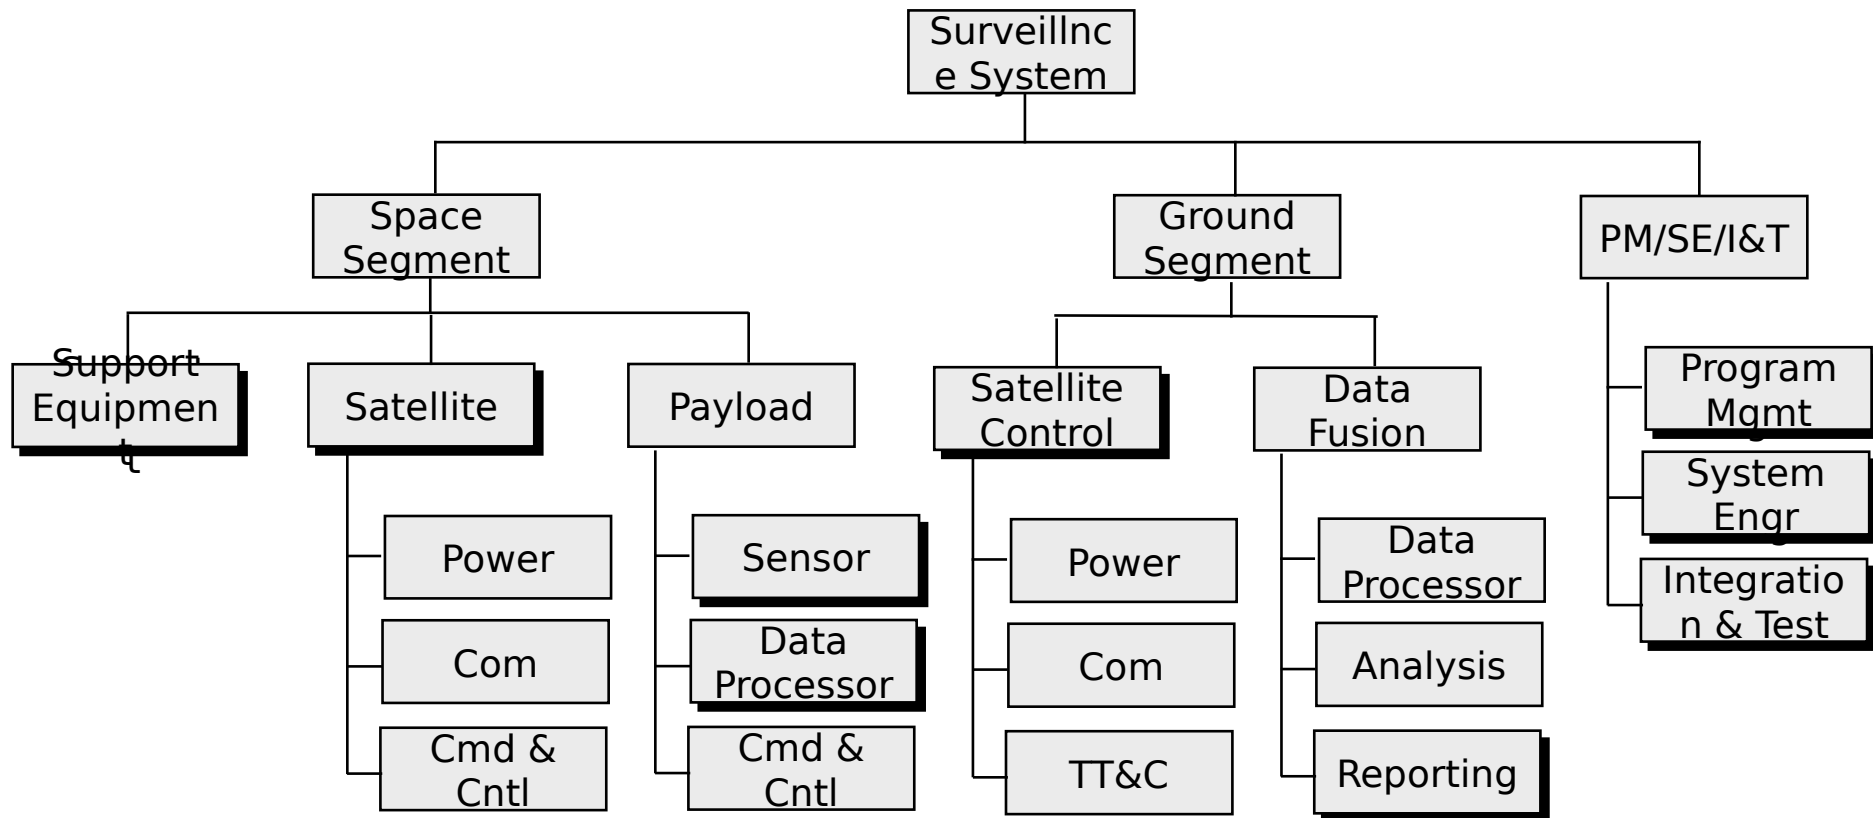 Surveillnc
e System
Space
Segment
Ground
Segment
PM/SE/I&T
Support
Equipmen
t
Satellite
Payload
Satellite
Control
Data
Fusion
Program
Mgmt
System
Engr
Integratio
n & Test
Power
Com
Cmd &
Cntl
Sensor
Data
Processor
Cmd &
Cntl
Power
Com
TT&C
Data
Processor
Analysis
Reporting